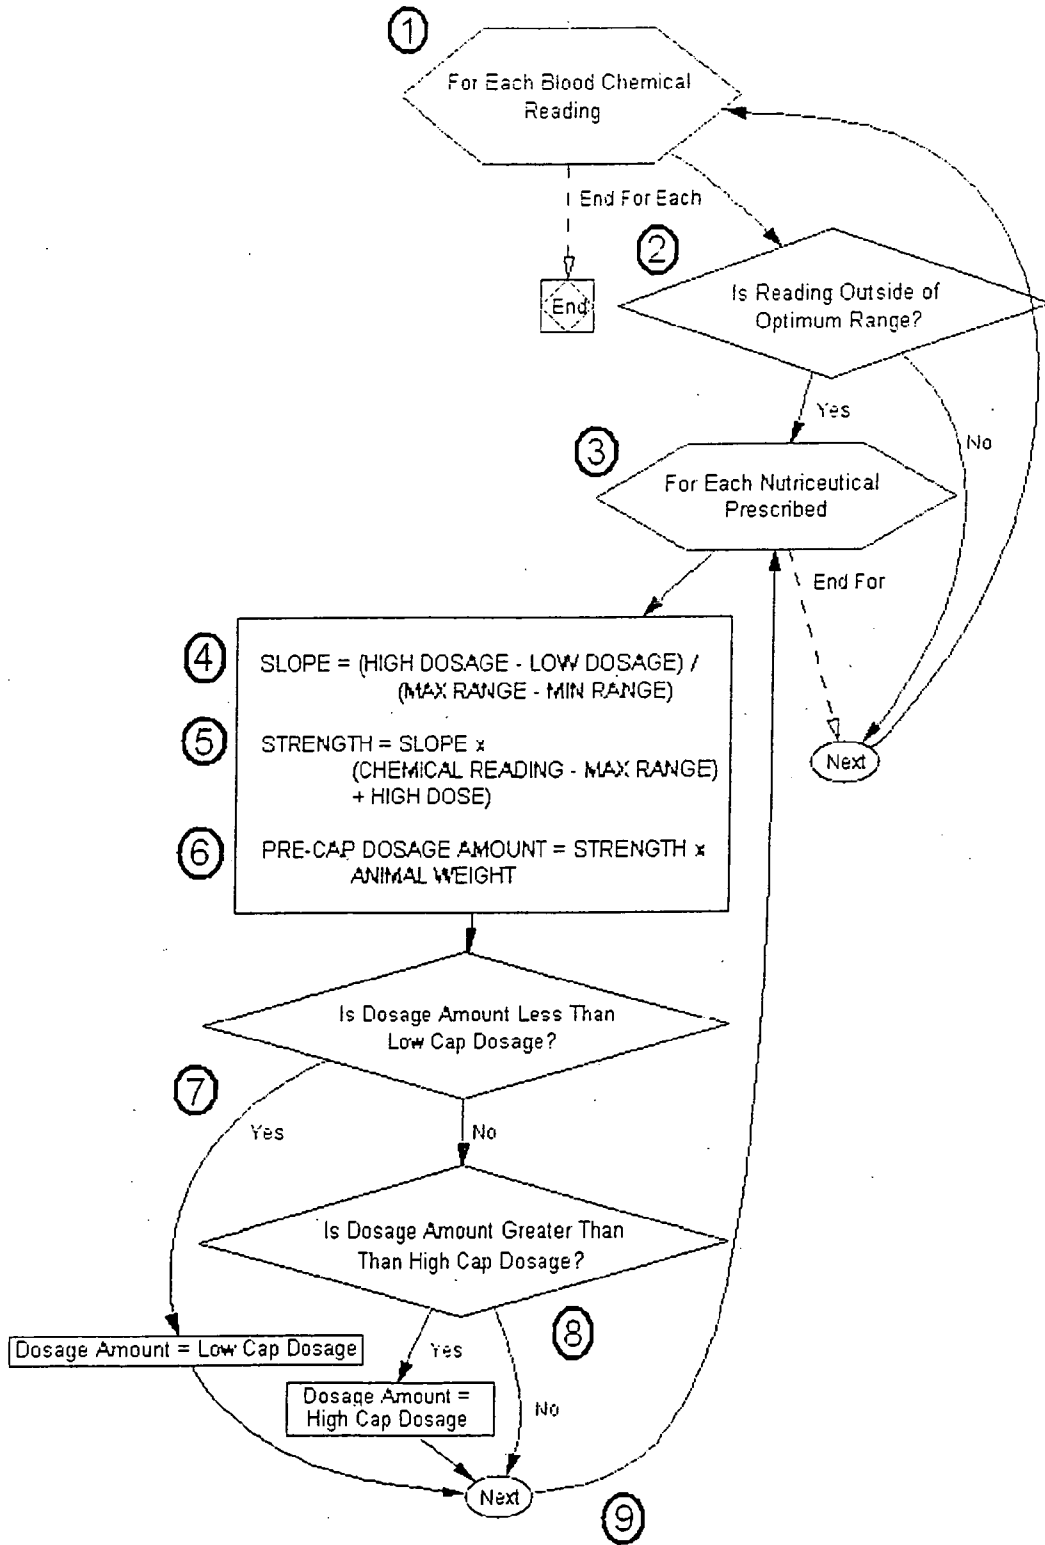 1
For Each Blood Chemical
Reading
End For Each
End
2
Is Reading Outside of
Optimum Range?
Yes
No
3
For Each Nutriceutical
Prescribed
End For
Next
4
SLOPE = (HIGH DOSAGE - LOW DOSAGE) /
(MAX RANGE - MIN RANGE)
5
STRENGTH = SLOPE x
(CHEMICAL READING - MAX RANGE)
+ HIGH DOSE)
6
PRE-CAP DOSAGE AMOUNT = STRENGTH x
ANIMAL WEIGHT
Is Dosage Amount Less Than
Low Cap Dosage?
7
Yes
No
Is Dosage Amount Greater Than
Than High Cap Dosage?
8
Dosage Amount = Low Cap Dosage
Yes
Dosage Amount =
High Cap Dosage
No
Next
9